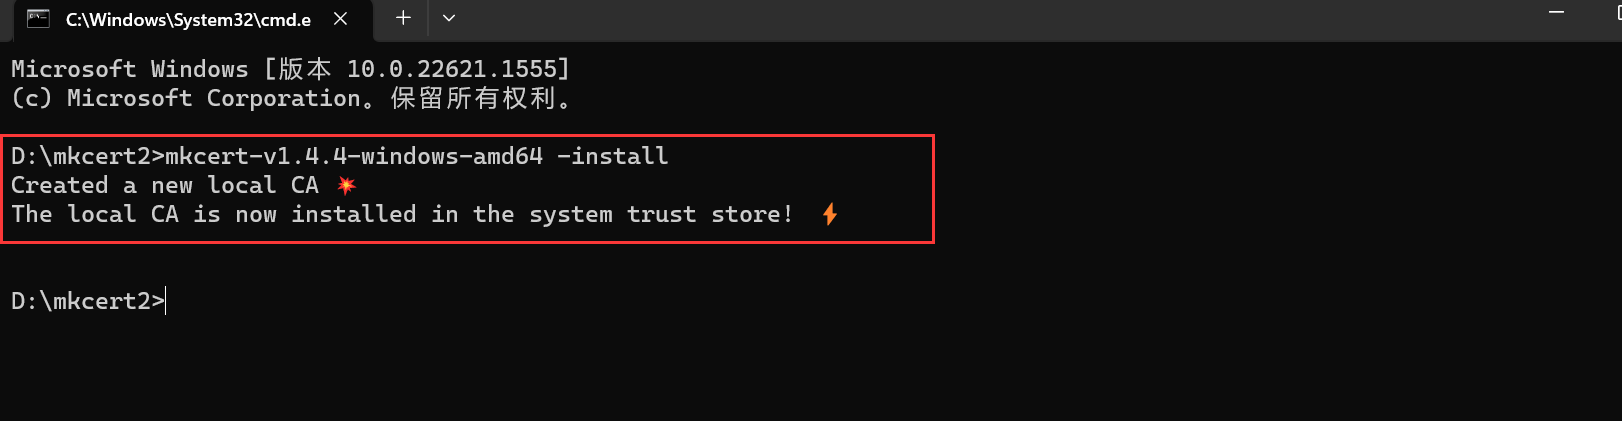 C:\Windows\System32\cmd.e
Microsoft Windows [版本 10.0.22621.1555]
(c) Microsoft Corporation。保留所有权利。
D:\mkcert2>mkcert-v1.4.4-windows-amd64 -install
Created a new local CA 💥
The local CA is now installed in the system trust store! ⚡
D:\mkcert2>